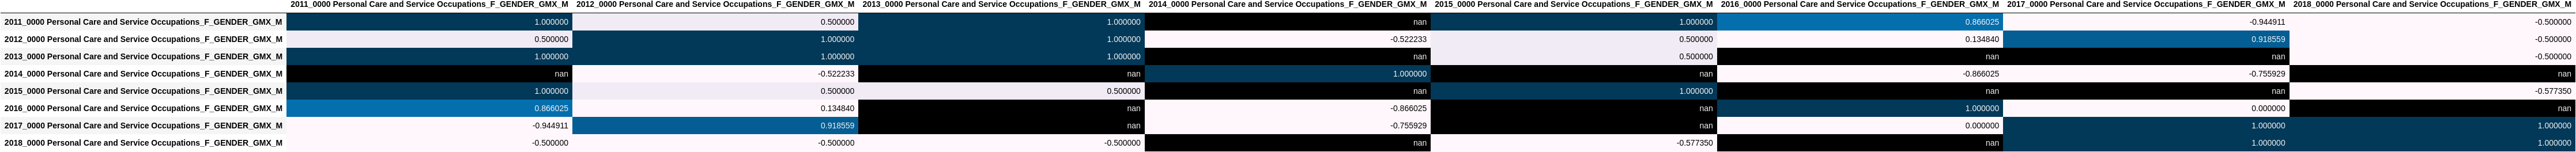 2011_0000 Personal Care and Service Occupations_F_GENDER_GMX_M 2012_0000 Personal Care and Service Occupations_F_GENDER_GMX_M 2013_0000 Personal Care and Service Occupations_F_GENDER_GMX_M 2014_0000 Personal Care and Service Occupations_F_GENDER_GMX_M 2015_0000 Personal Care and Service Occupations_F_GENDER_GMX_M 2016_0000 Personal Care and Service Occupations_F_GENDER_GMX_M 2017_0000 Personal Care and Service Occupations_F_GENDER_GMX_M 2018_0000 Personal Care and Service Occupations_F_GENDER_GMX_M
2011_0000 Personal Care and Service Occupations_F_GENDER_GMX_M 1.000000 0.500000 1.000000 nan 1.000000 0.866025 -0.944911 -0.500000
2012_0000 Personal Care and Service Occupations_F_GENDER_GMX_M 0.500000 1.000000 1.000000 -0.522233 0.500000 0.134840 0.918559 -0.500000
2013_0000 Personal Care and Service Occupations_F_GENDER_GMX_M 1.000000 1.000000 1.000000 nan 0.500000 nan nan -0.500000
2014_0000 Personal Care and Service Occupations_F_GENDER_GMX_M nan -0.522233 nan 1.000000 nan -0.866025 -0.755929 nan
2015_0000 Personal Care and Service Occupations_F_GENDER_GMX_M 1.000000 0.500000 0.500000 nan 1.000000 nan nan -0.577350
2016_0000 Personal Care and Service Occupations_F_GENDER_GMX_M 0.866025 0.134840 nan -0.866025 nan 1.000000 0.000000 nan
2017_0000 Personal Care and Service Occupations_F_GENDER_GMX_M -0.944911 0.918559 nan -0.755929 nan 0.000000 1.000000 1.000000
2018_0000 Personal Care and Service Occupations_F_GENDER_GMX_M -0.500000 -0.500000 -0.500000 nan -0.577350 nan 1.000000 1.000000